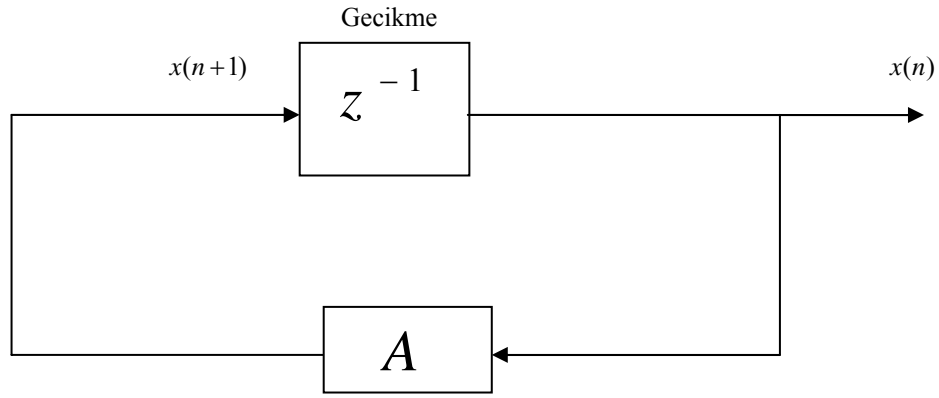 Gecikme
x(n+1)
x(n)
z⁻¹
A